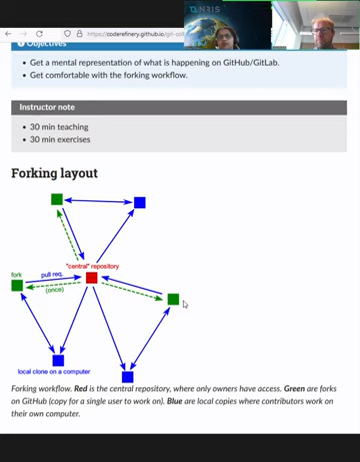 https://coderefinery.github.io/git-coll
NRIS
Objectives
Get a mental representation of what is happening on GitHub/GitLab.
Get comfortable with the forking workflow.
Instructor note
30 min teaching
30 min exercises
Forking layout
"central" repository
fork
pull req.
(once)
local clone on a computer
Forking workflow. Red is the central repository, where only owners have access. Green are forks
on GitHub (copy for a single user to work on). Blue are local copies where contributors work on
their own computer.